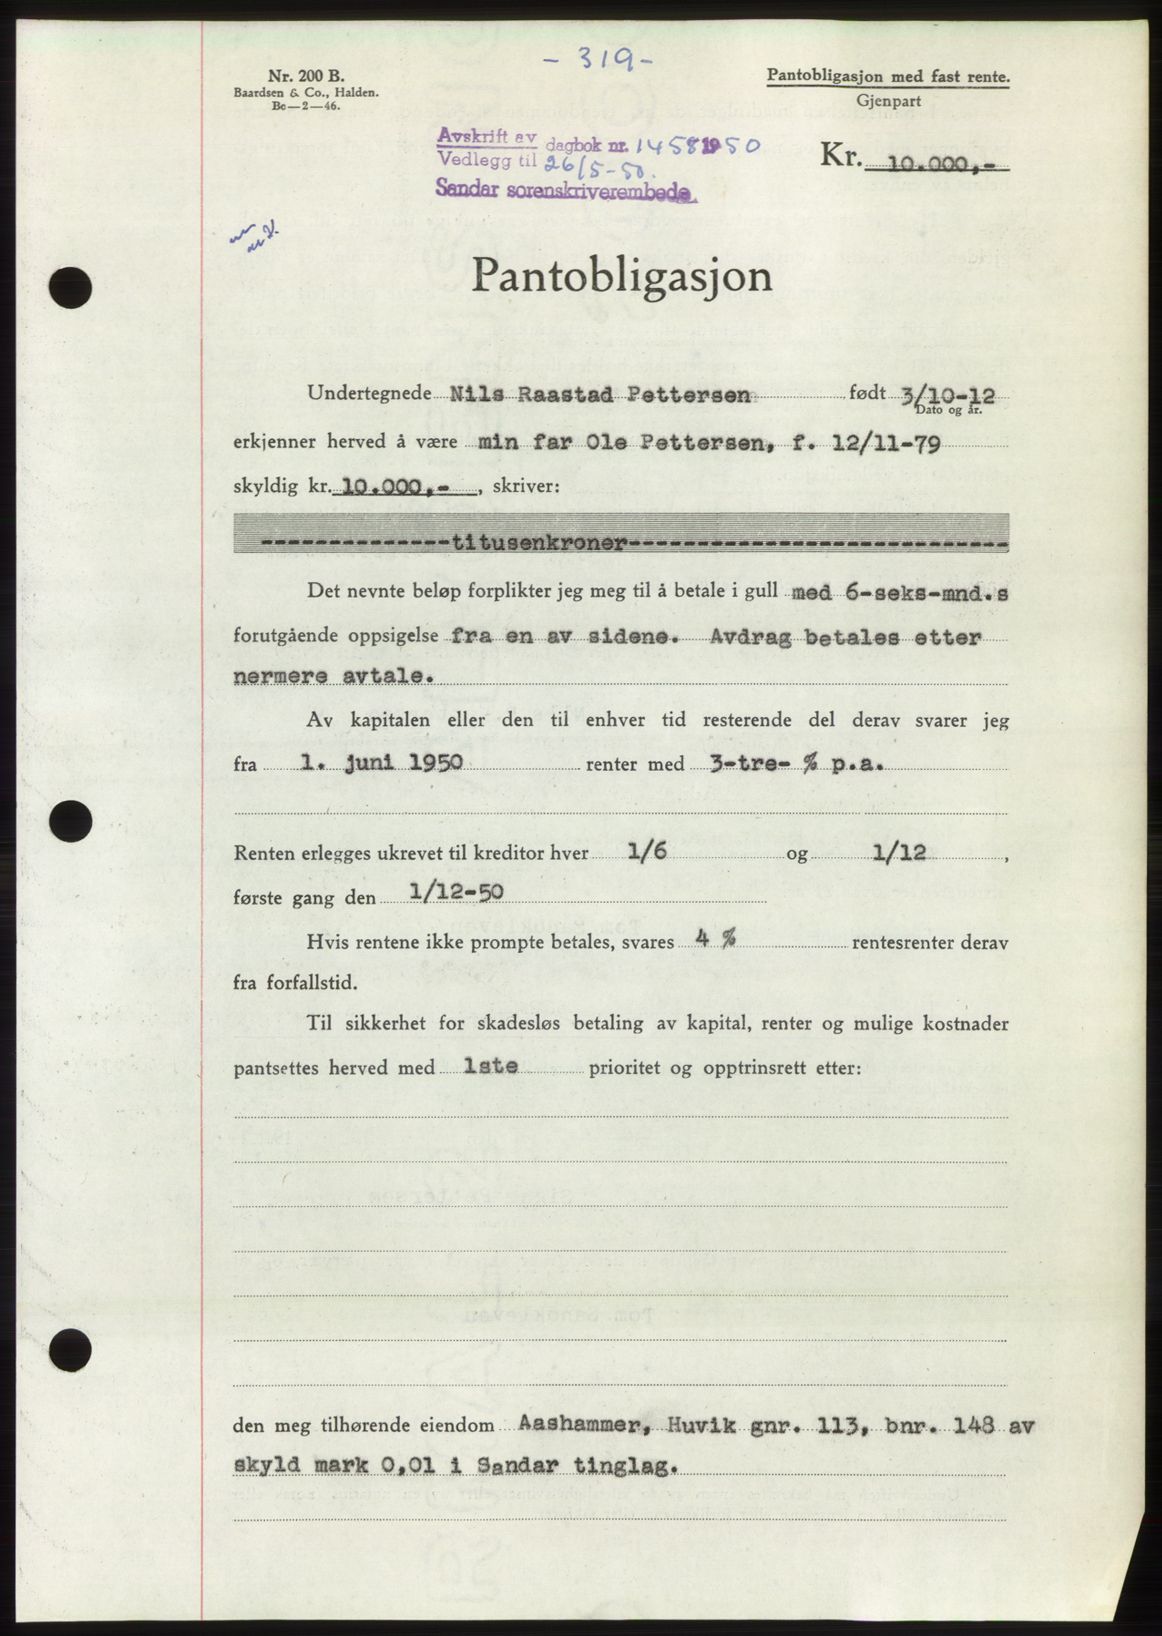 - 319-
Nr. 200 B.
Baardsen & Co., Halden.
Bc—2—46.
Pantobligasjon med fast rente.
Gjenpart
Avskrift av dagbok nr. 1458 1950
Vedlegg til 26/5-50.
Sandar sorenskriverembede.
Kr. 10.000,-
Pantobligasjon
Undertegnede Nils Raastad Pettersen født 3/10-12
Dato og år.
erkjenner herved å være min far Ole Pettersen, f. 12/11-79
skyldig kr. 10.000,-, skriver:
--------------titusenkroner----------------------------
Det nevnte beløp forplikter jeg meg til å betale i gull med 6-seks-mnd.s
forutgående oppsigelse fra en av sidene. Avdrag betales etter
nermere avtale.
Av kapitalen eller den til enhver tid resterende del derav svarer jeg
fra 1. juni 1950 renter med 3-tre- % p.a.
Renten erlegges ukrevet til kreditor hver 1/6 og 1/12,
første gang den 1/12-50
Hvis rentene ikke prompte betales, svares 4 % rentesrenter derav
fra forfallstid.
Til sikkerhet for skadesløs betaling av kapital, renter og mulige kostnader
pantsettes herved med 1ste prioritet og opptrinsrett etter:
den meg tilhørende eiendom Aashammer, Huvik gnr. 113, bnr. 148 av
skyld mark 0,01 i Sandar tinglag.